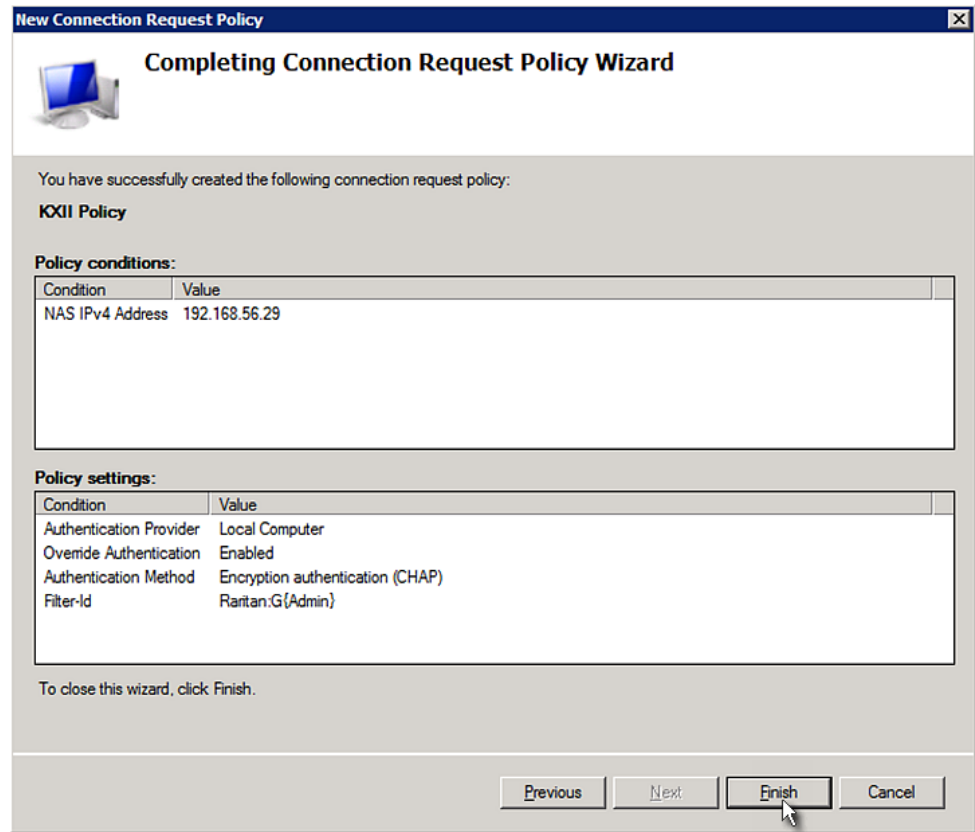 New Connection Request Policy
Completing Connection Request Policy Wizard
You have successfully created the following connection request policy:
KXII Policy
Policy conditions:
Condition Value
NAS IPv4 Address 192.168.56.29
Policy settings:
Condition Value
Authentication Provider Local Computer
Override Authentication Enabled
Authentication Method Encryption authentication (CHAP)
Filter-Id Raritan:G{Admin}
To close this wizard, click Finish.
Previous Next Finish Cancel